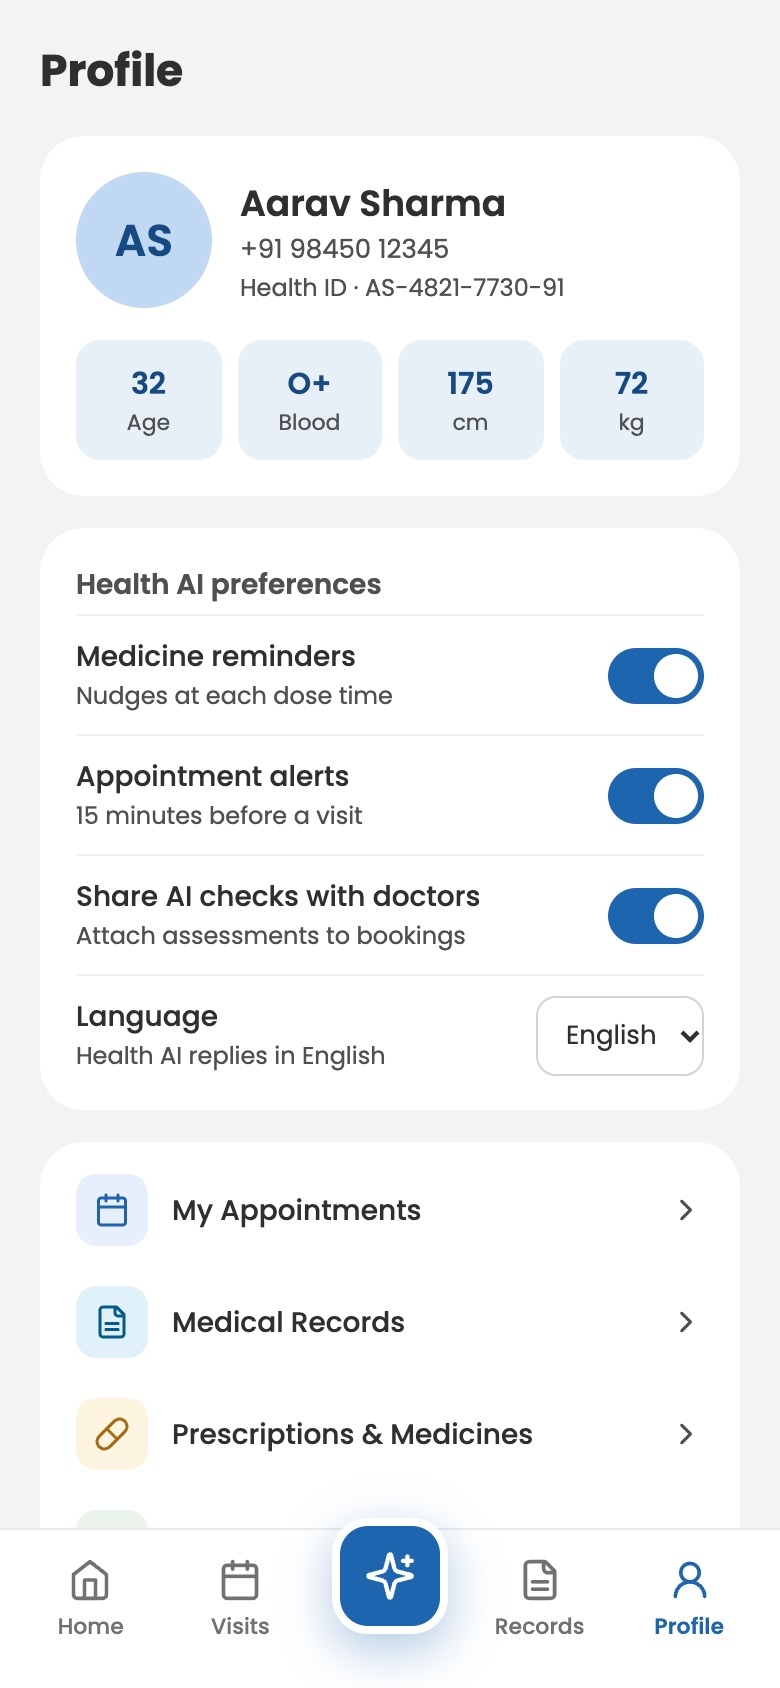 Profile
AS
Aarav Sharma
+91 98450 12345
Health ID · AS-4821-7730-91
32
Age
O+
Blood
175
cm
72
kg
Health AI preferences
Medicine reminders
Nudges at each dose time
Appointment alerts
15 minutes before a visit
Share AI checks with doctors
Attach assessments to bookings
Language
Health AI replies in English
English
My Appointments
Medical Records
Prescriptions & Medicines
Home
Visits
Records
Profile